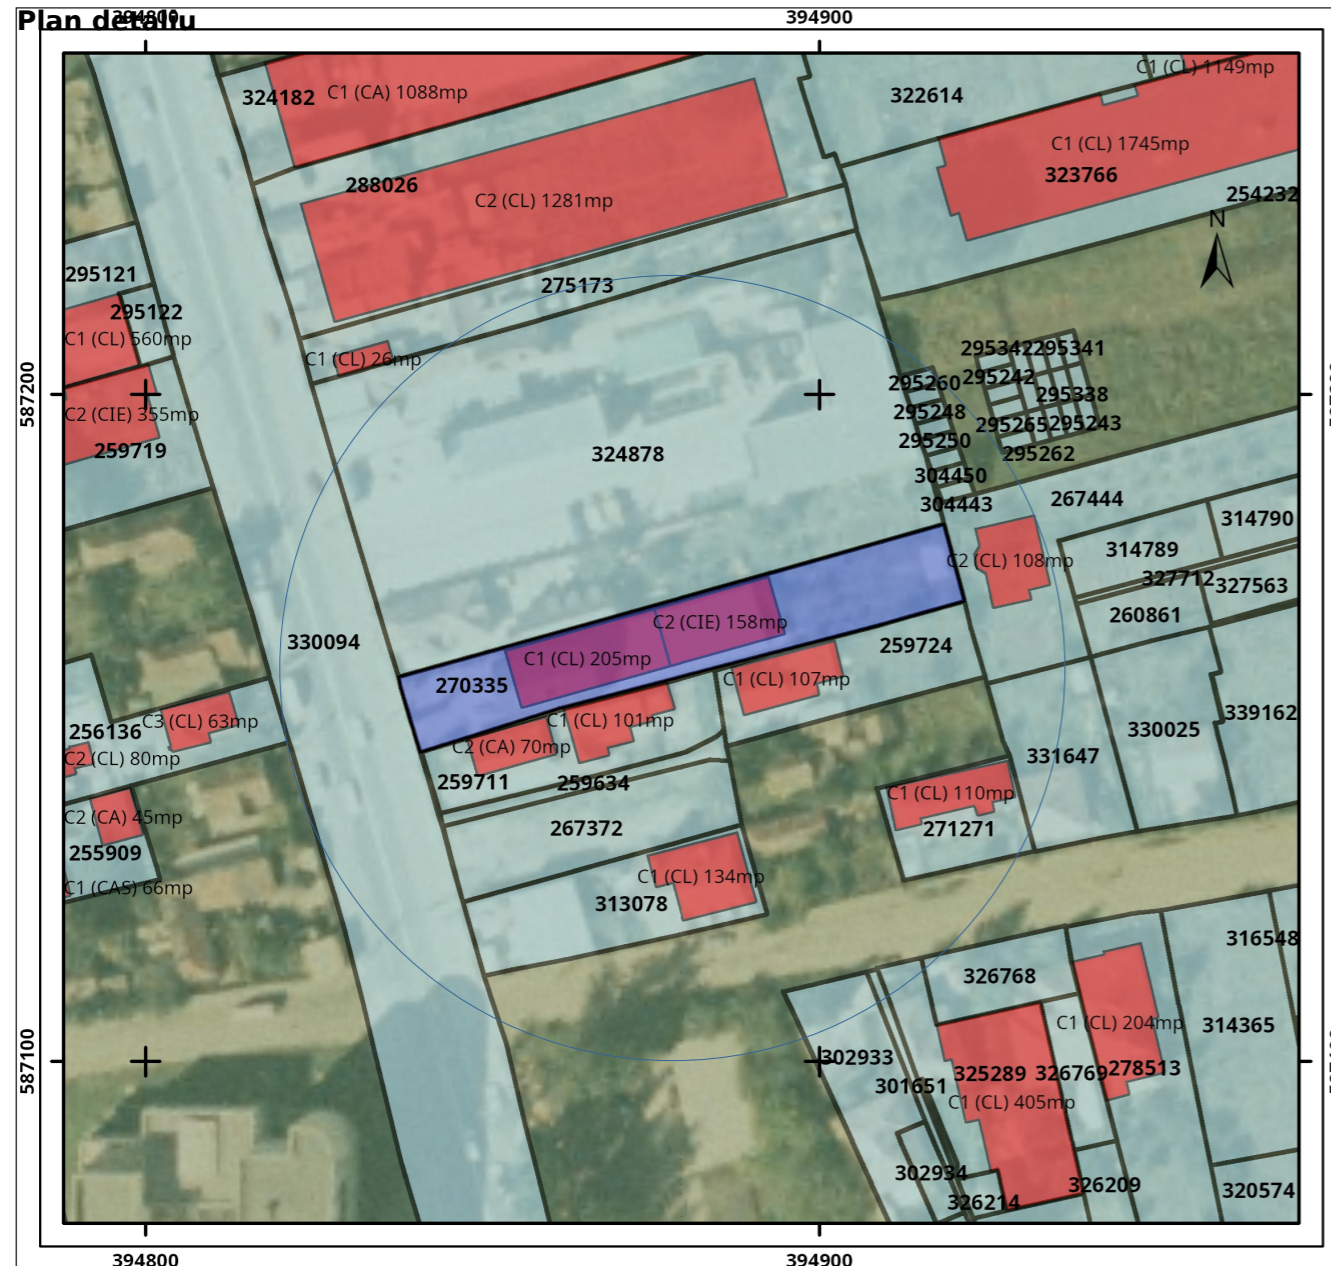 Plan detaliu
394800
394900
C1 (CL) 1149mp
324182
C1 (CA) 1088mp
322614
C1 (CL) 1745mp
323766
288026
C2 (CL) 1281mp
254232
N
295121
275173
295122
C1 (CL) 560mp
C1 (CL) 26mp
295342
295341
295260
295242
587200
295338
C2 (CIE) 355mp
295248
295265
295243
295250
259719
324878
295262
304450
267444
304443
314790
314789
C2 (CL) 108mp
327712
327563
260861
C2 (CIE) 158mp
330094
259724
C1 (CL) 205mp
C1 (CL) 107mp
270335
339162
C3 (CL) 63mp
C1 (CL) 101mp
256136
330025
C2 (CA) 70mp
331647
C2 (CL) 80mp
259711
259634
C1 (CL) 110mp
C2 (CA) 45mp
267372
271271
255909
C1 (CL) 134mp
C1 (CAS) 66mp
313078
316548
326768
C1 (CL) 204mp
314365
587100
302933
278513
325289
326769
301651
C1 (CL) 405mp
302934
326209
320574
326214
394800
394900